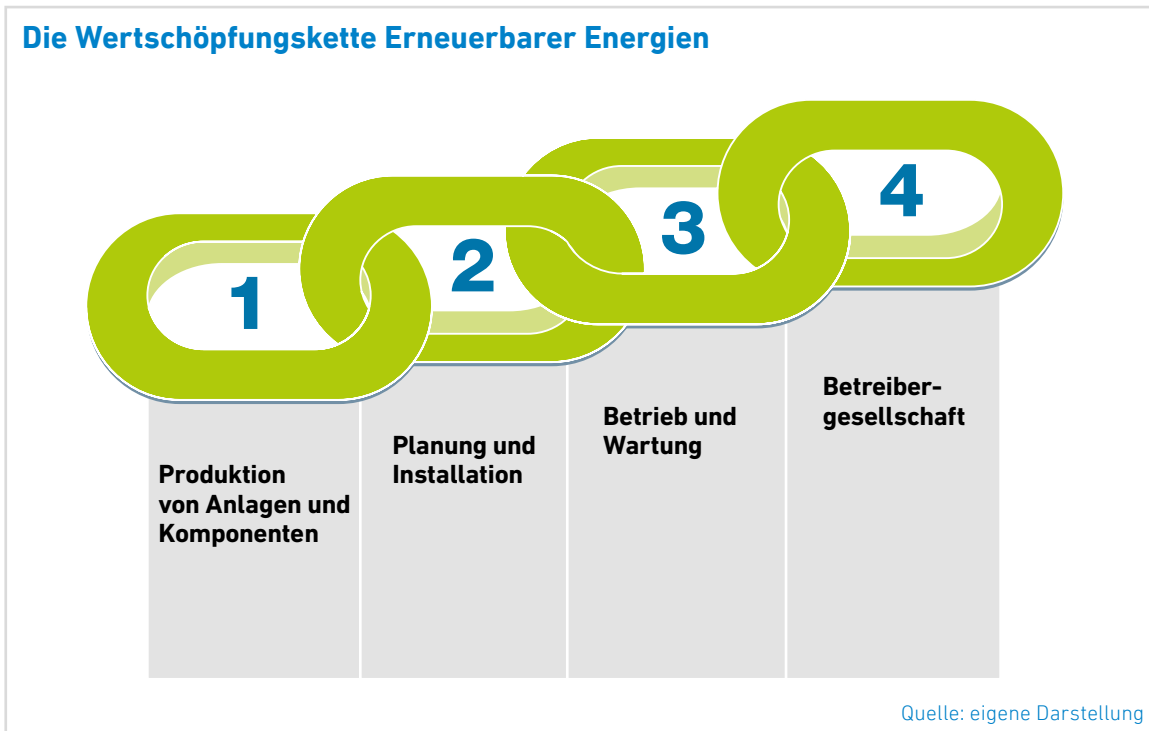 Die Wertschöpfungskette Erneuerbarer Energien
1
2
3
4
Produktion
von Anlagen und
Komponenten
Planung und
Installation
Betrieb und
Wartung
Betreiber-
gesellschaft
Quelle: eigene Darstellung